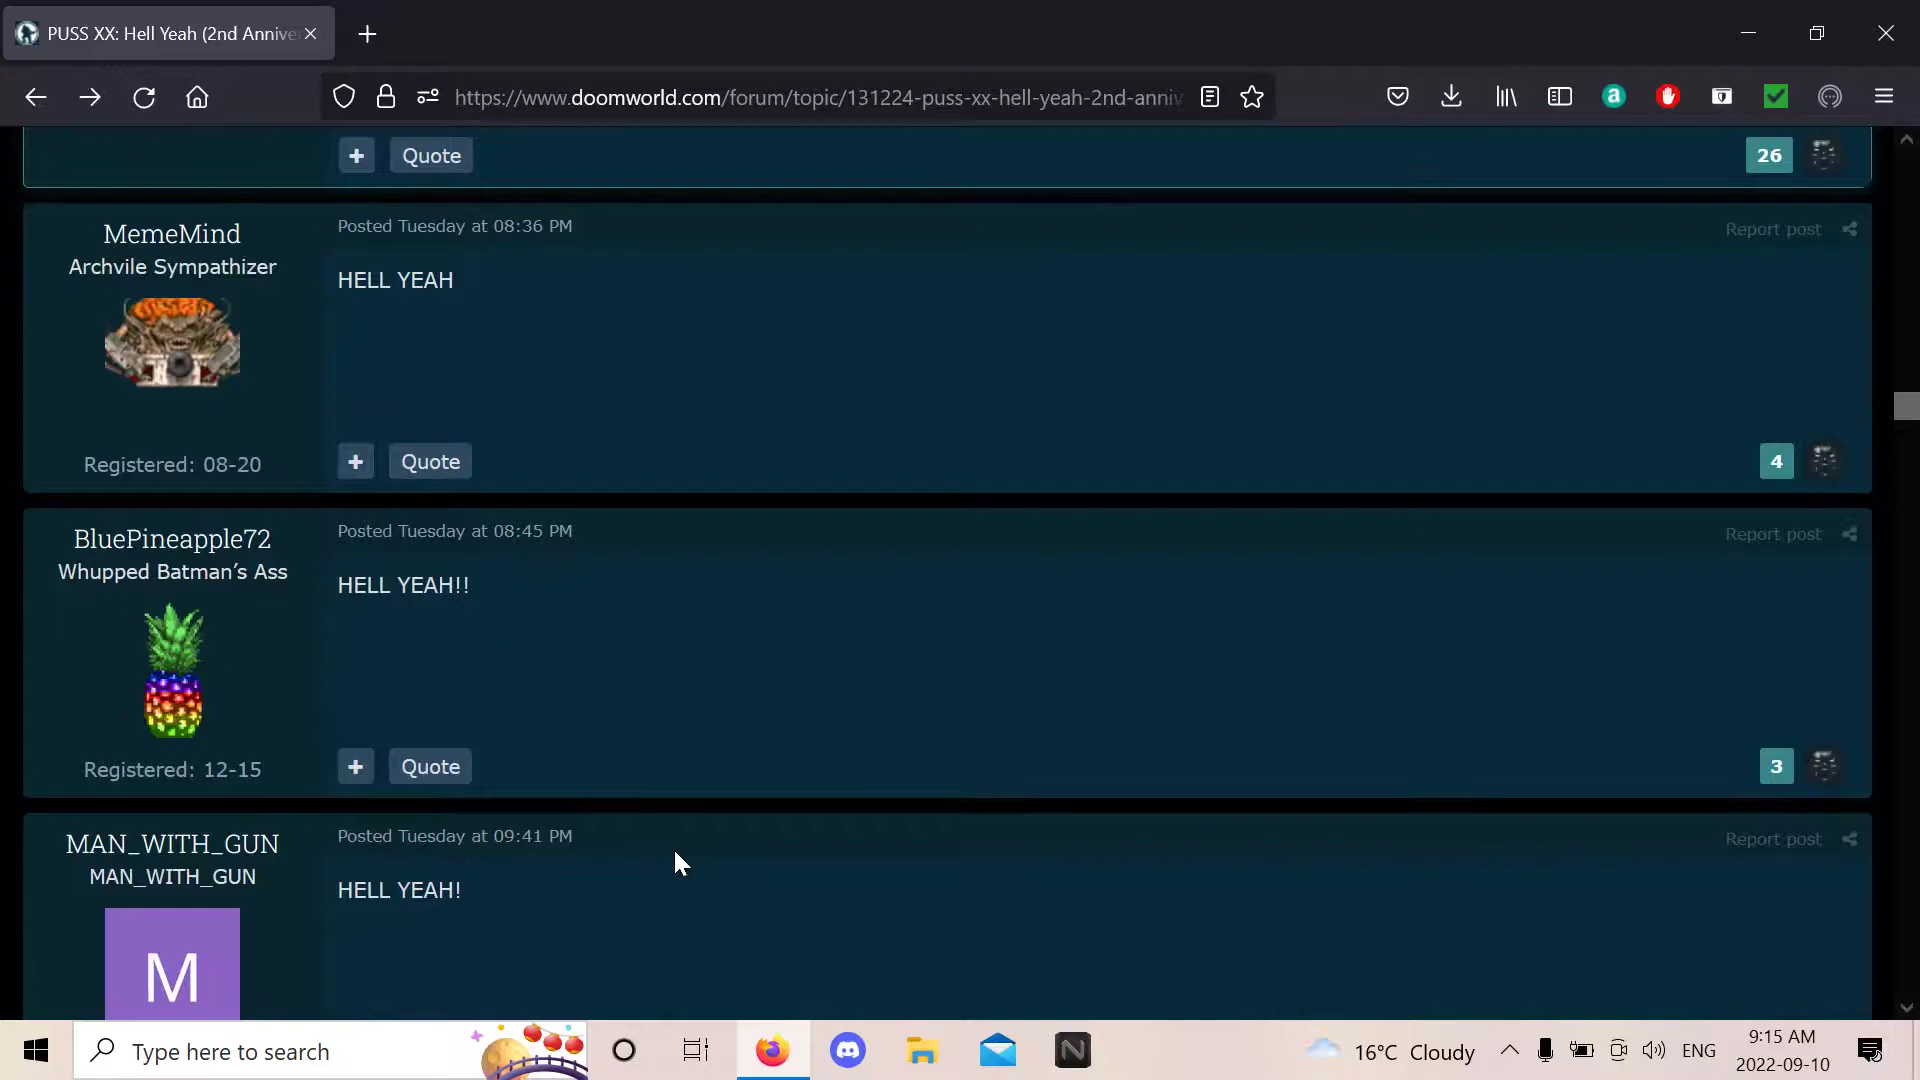 PUSS XX: Hell Yeah (2nd Annive
https://www.doomworld.com/forum/topic/131224-puss-xx-hell-yeah-2nd-anniv
a
+ Quote
26
MemeMind
Archvile Sympathizer
Registered: 08-20
Posted Tuesday at 08:36 PM
Report post
HELL YEAH
+ Quote
4
BluePineapple72
Whupped Batman’s Ass
Registered: 12-15
Posted Tuesday at 08:45 PM
Report post
HELL YEAH!!
+ Quote
3
MAN_WITH_GUN
MAN_WITH_GUN
M
Posted Tuesday at 09:41 PM
Report post
HELL YEAH!
Type here to search
N
16°C Cloudy
ENG
9:15 AM
2022-09-10